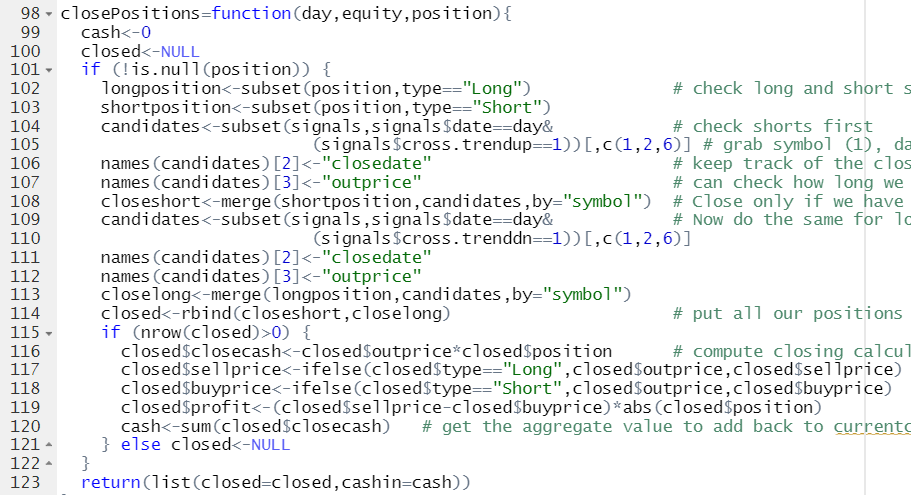 98 closePositions=function(day,equity,position){
99 cash<-0
100 closed<-NULL
101 if (!is.null(position)) {
102 longposition<-subset(position,type=="Long") # check long and short s
103 shortposition<-subset(position,type=="Short")
104 candidates<-subset(signals,signals$date==day& # check shorts first
105 (signals$cross.trendup==1))[,c(1,2,6)] # grab symbol (1), da
106 names(candidates)[2]<-"closedate" # keep track of the clos
107 names(candidates)[3]<-"outprice" # can check how long we
108 closeshort<-merge(shortposition,candidates,by="symbol") # Close only if we have
109 candidates<-subset(signals,signals$date==day& # Now do the same for lo
110 (signals$cross.trenddn==1))[,c(1,2,6)]
111 names(candidates)[2]<-"closedate"
112 names(candidates)[3]<-"outprice"
113 closelong<-merge(longposition,candidates,by="symbol")
114 closed<-rbind(closeshort,closelong) # put all our positions
115 if (nrow(closed)>0) {
116 closed$closecash<-closed$outprice*closed$position # compute closing calcul
117 closed$sellprice<-ifelse(closed$type=="Long",closed$outprice,closed$sellprice)
118 closed$buyprice<-ifelse(closed$type=="Short",closed$outprice,closed$buyprice)
119 closed$profit<-(closed$sellprice-closed$buyprice)*abs(closed$position)
120 cash<-sum(closed$closecash) # get the aggregate value to add back to currentc
121 } else closed<-NULL
122 }
123 return(list(closed=closed,cashin=cash))